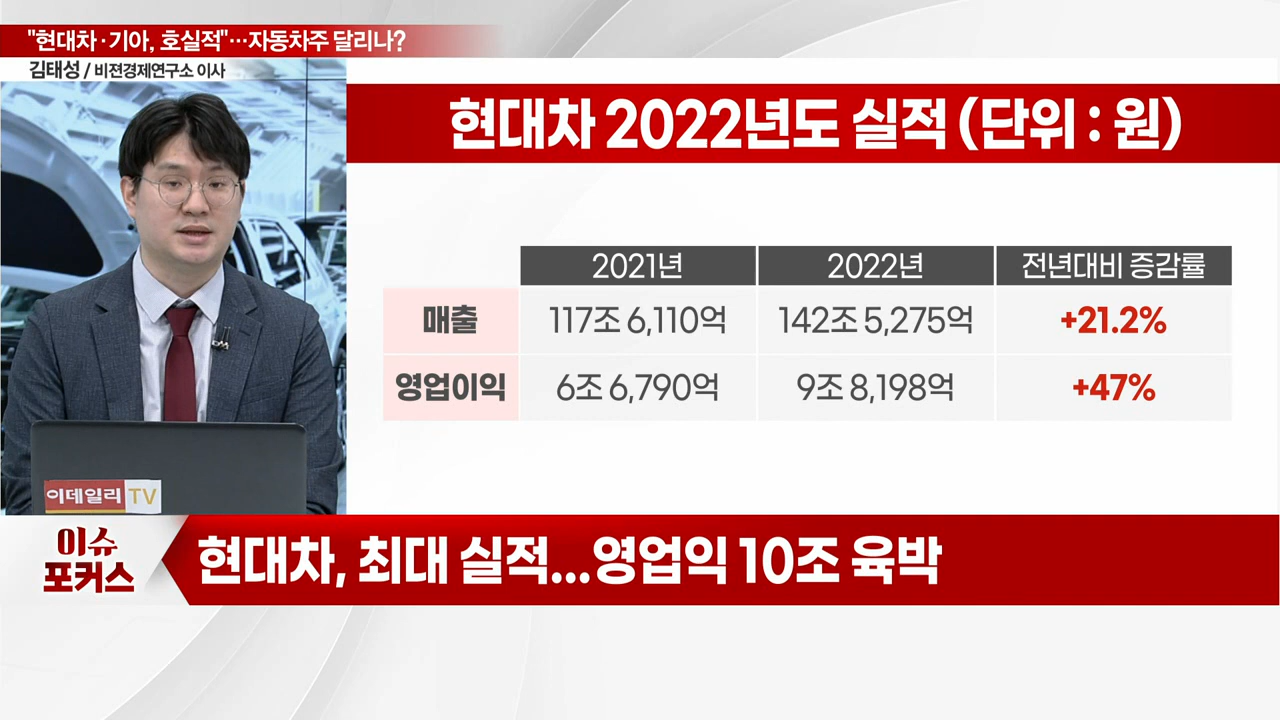 "현대차·기아, 호실적"…자동차주 달리나?
김태성 / 비젼경제연구소 이사
현대차 2022년도 실적 (단위 : 원)
2021년 2022년 전년대비 증감률
매출 117조 6,110억 142조 5,275억 +21.2%
영업이익 6조 6,790억 9조 8,198억 +47%
이데일리 TV
이슈
포커스
현대차, 최대 실적...영업익 10조 육박